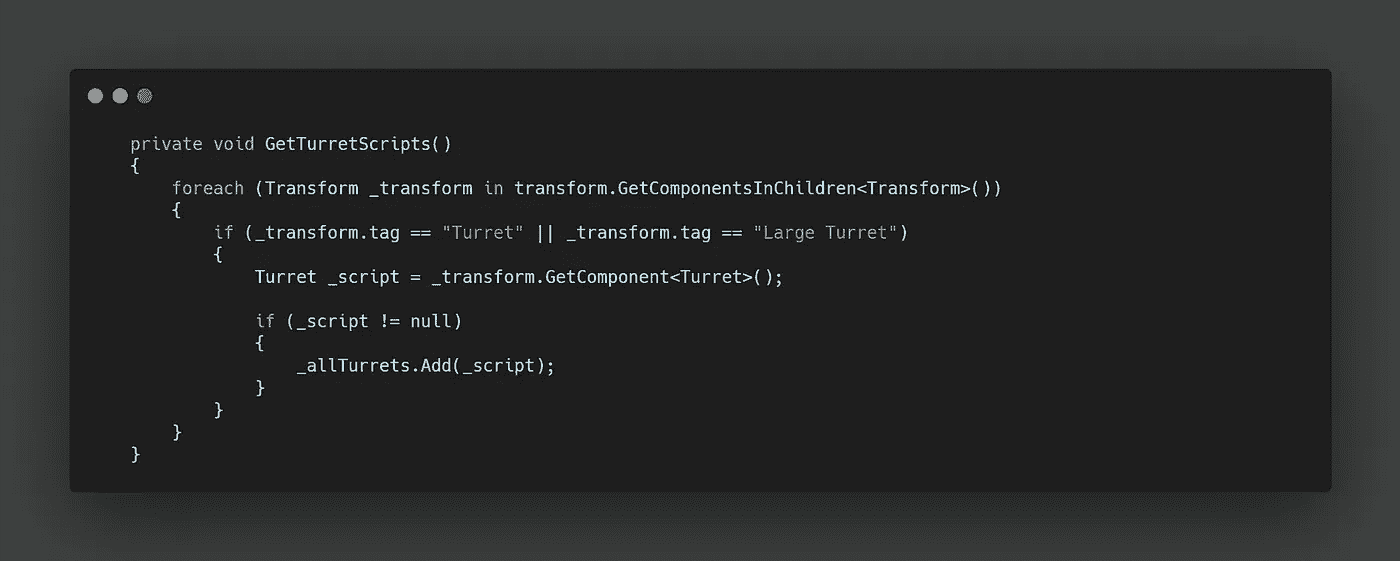 private void GetTurretScripts()
{
    foreach (Transform _transform in transform.GetComponentsInChildren<Transform>())
    {
        if (_transform.tag == "Turret" || _transform.tag == "Large Turret")
        {
            Turret _script = _transform.GetComponent<Turret>();

            if (_script != null)
            {
                _allTurrets.Add(_script);
            }
        }
    }
}